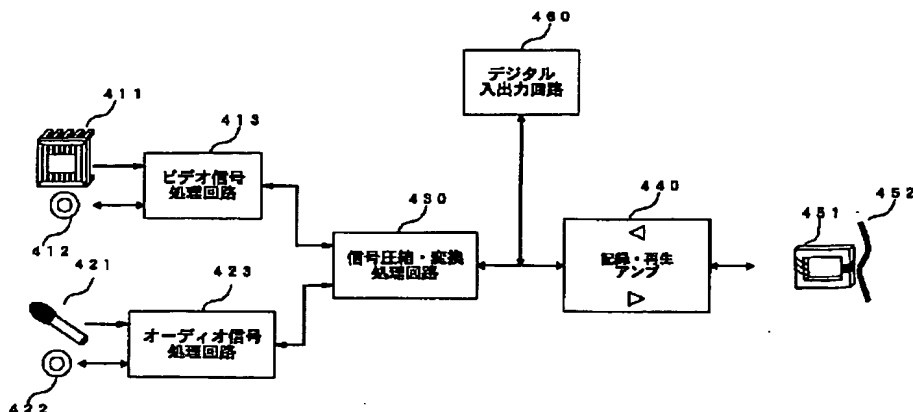 460
デジタル
入出力回路
411
413
ビデオ信号
処理回路
412
430
信号圧縮・変換
処理回路
440
記録・再生
アンプ
451
452
421
423
オーディオ信号
処理回路
422